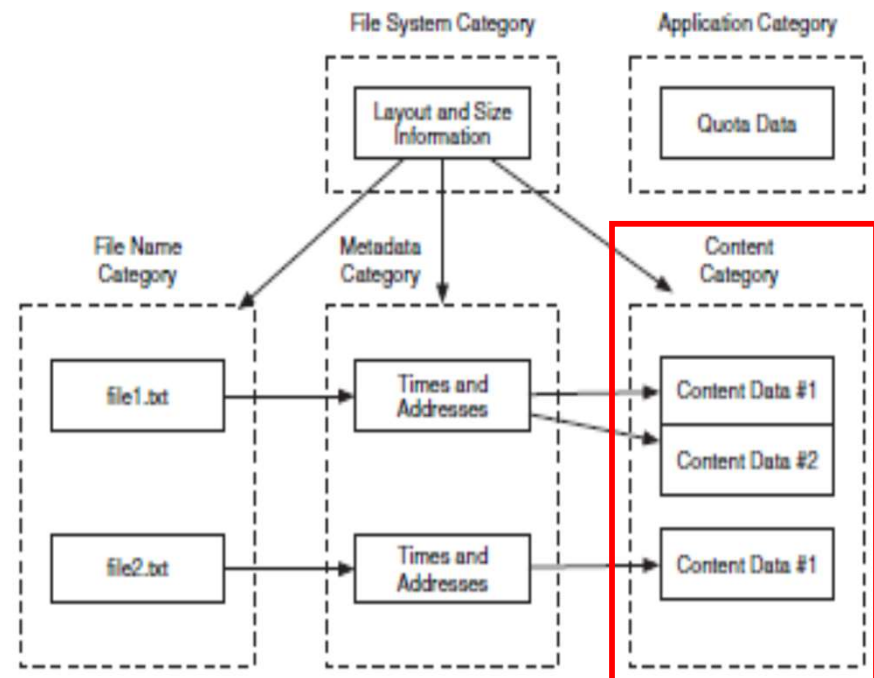 File System Category
Application Category
Layout and Size
Information
Quota Data
File Name
Category
Metadata
Category
Content
Category
file1.txt
Times and
Addresses
Content Data #1
Content Data #2
file2.txt
Times and
Addresses
Content Data #1